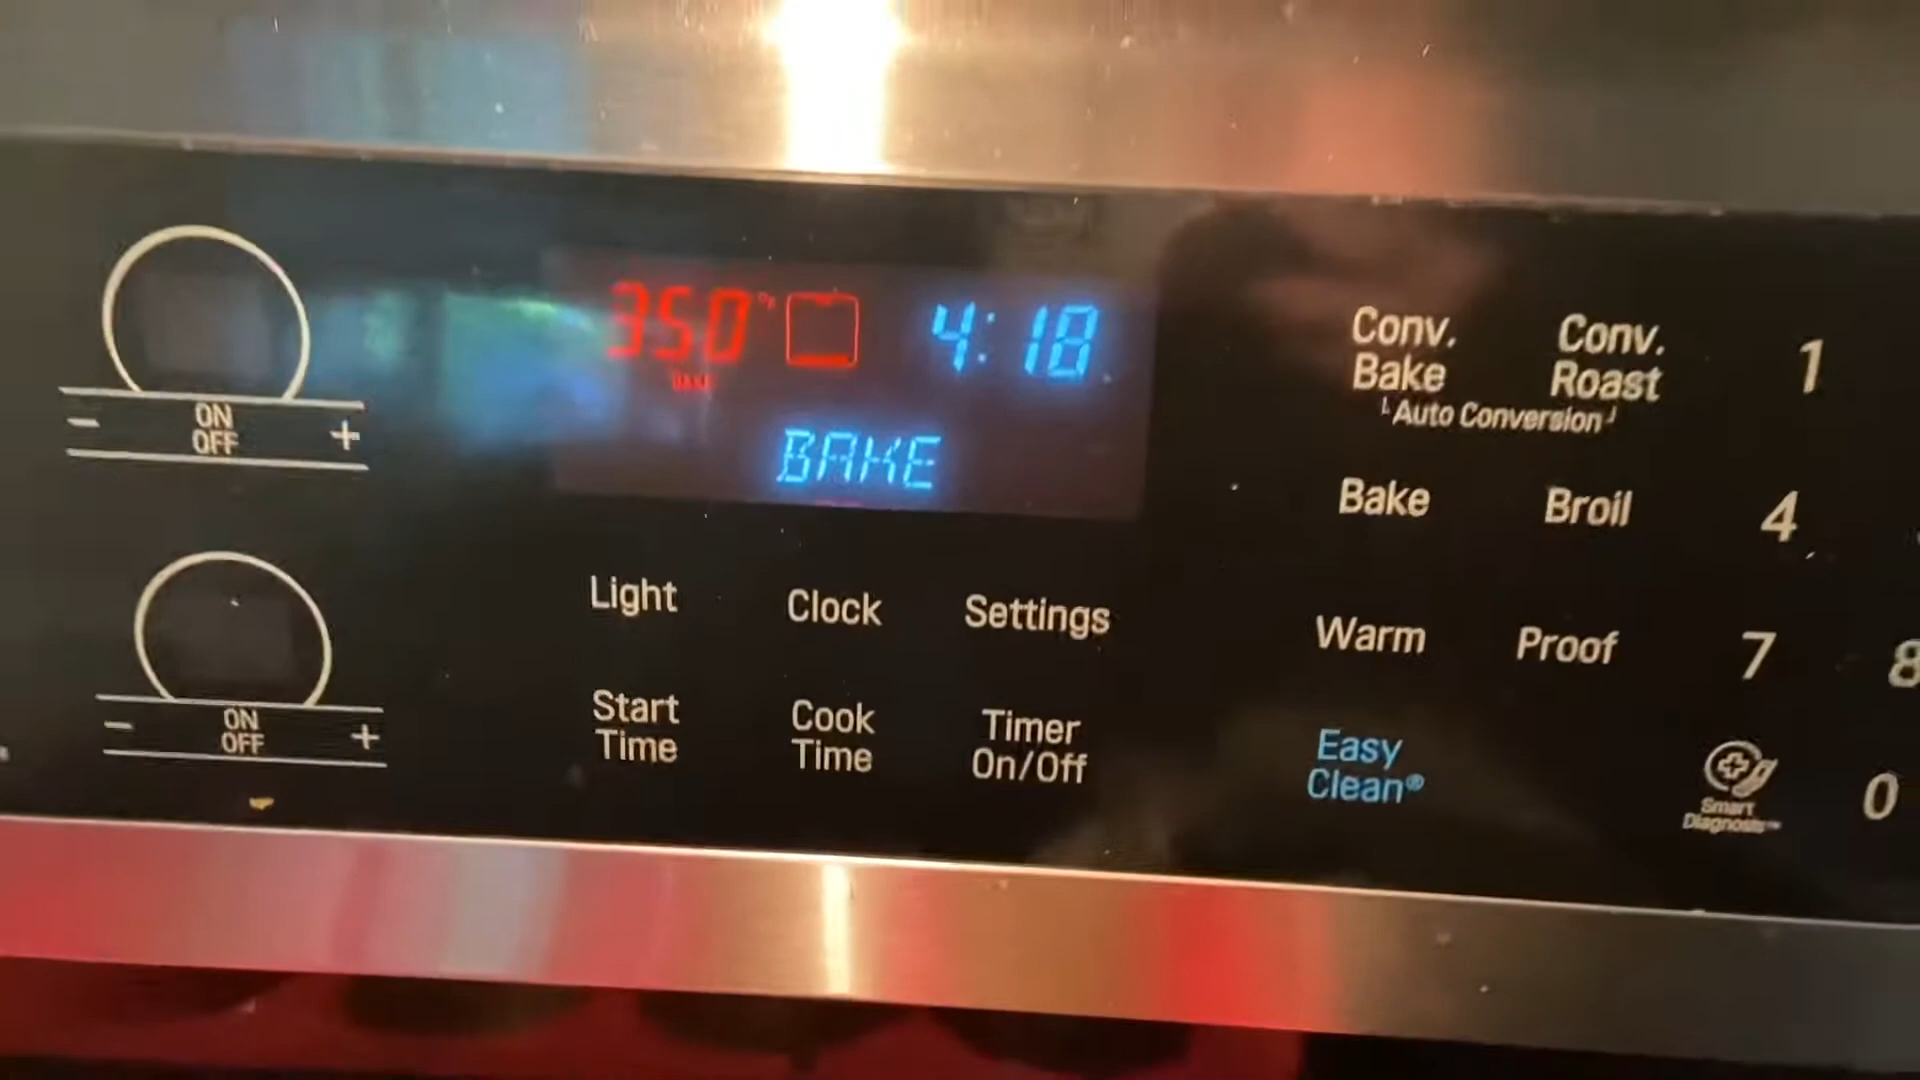 350°F 4:18
BAKE
BAKE
ON
OFF
- +
ON
OFF
- +
Light Clock Settings
Start
Time
Cook
Time
Timer
On/Off
Conv.
Bake
Conv.
Roast
Auto Conversion
Bake Broil
Warm Proof
Easy
Clean®
Smart
Diagnosis™
1
4
7 8
0